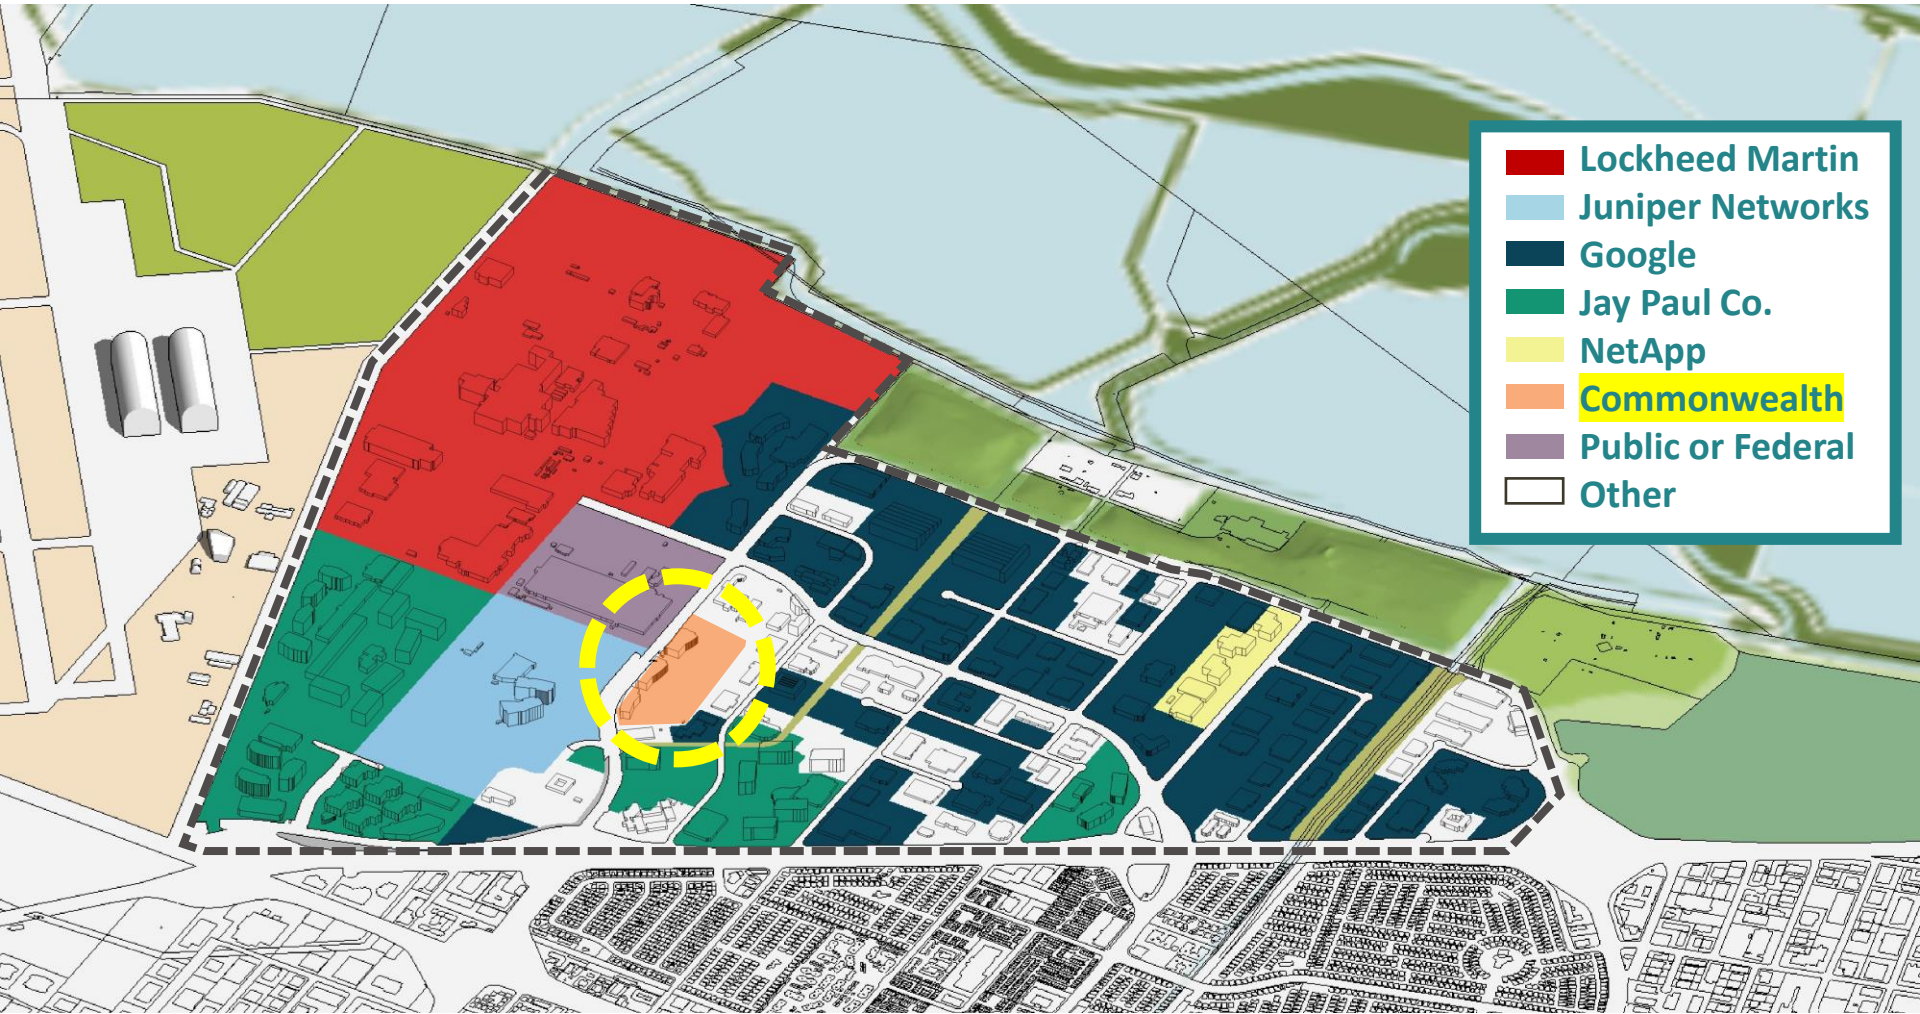 Lockheed Martin
Juniper Networks
Google
Jay Paul Co.
NetApp
Commonwealth
Public or Federal
Other